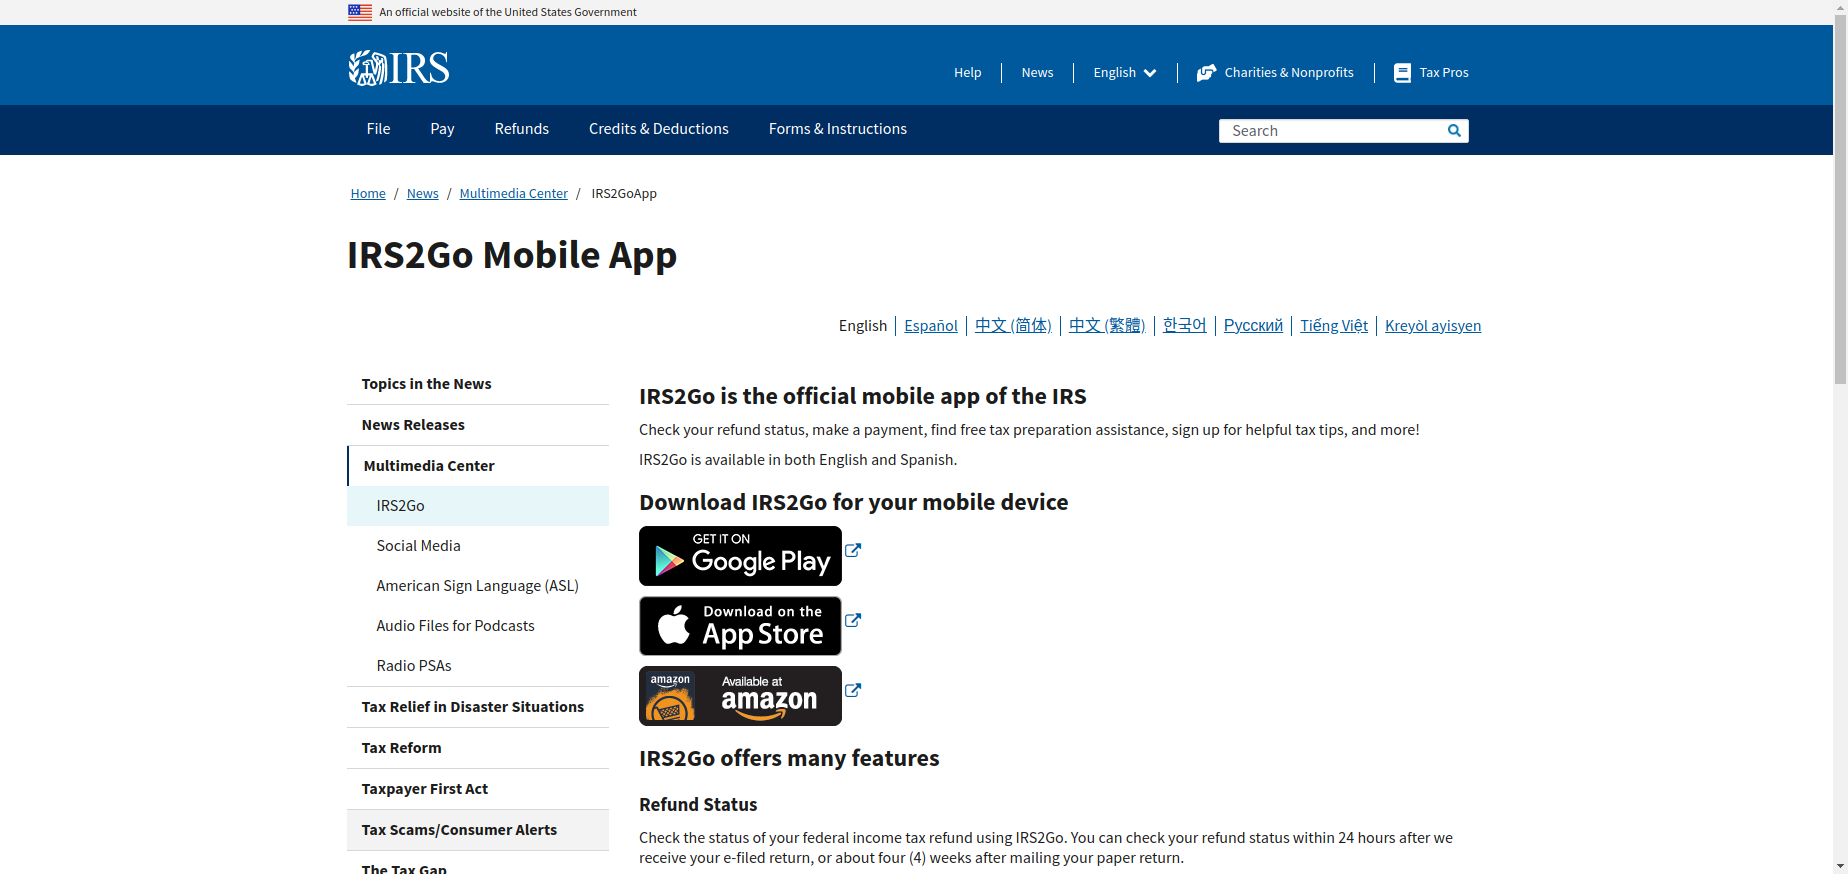 An official website of the United States Government
IRS
Help
News
English
Charities & Nonprofits
Tax Pros
File
Pay
Refunds
Credits & Deductions
Forms & Instructions
Search
Home / News / Multimedia Center / IRS2GoApp
IRS2Go Mobile App
English
Español
中文 (简体)
中文 (繁體)
한국어
Русский
Tiếng Việt
Kreyòl ayisyen
Topics in the News
News Releases
Multimedia Center
IRS2Go
Social Media
American Sign Language (ASL)
Audio Files for Podcasts
Radio PSAs
Tax Relief in Disaster Situations
Tax Reform
Taxpayer First Act
Tax Scams/Consumer Alerts
The Tax Gap
IRS2Go is the official mobile app of the IRS
Check your refund status, make a payment, find free tax preparation assistance, sign up for helpful tax tips, and more!
IRS2Go is available in both English and Spanish.
Download IRS2Go for your mobile device
GET IT ON
Google Play
Download on the
App Store
amazon
Available at
amazon
IRS2Go offers many features
Refund Status
Check the status of your federal income tax refund using IRS2Go. You can check your refund status within 24 hours after we
receive your e-filed return, or about four (4) weeks after mailing your paper return.